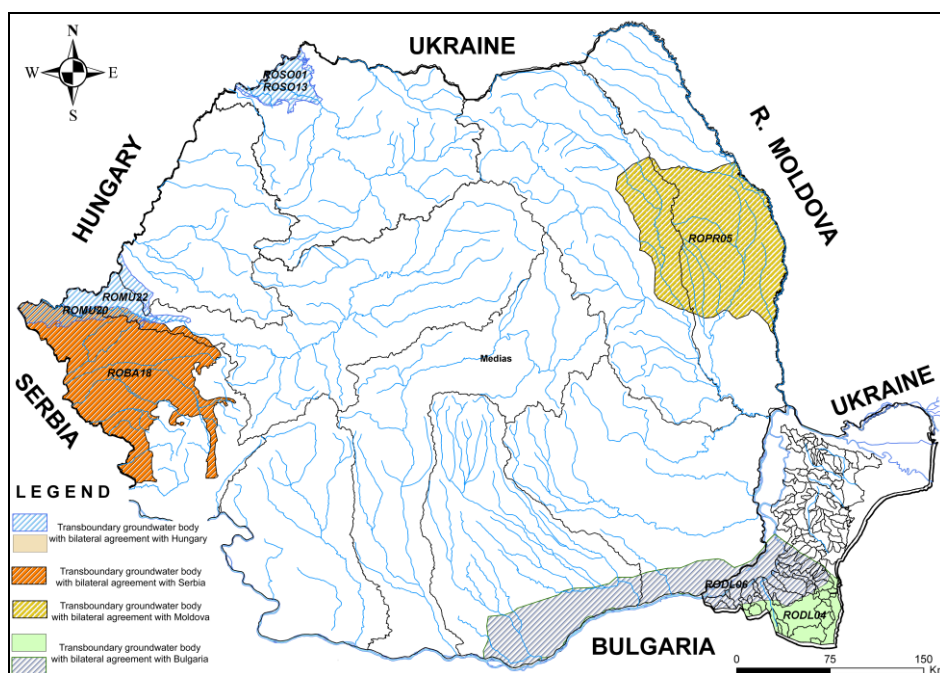 N
W E
S
UKRAINE
ROSO01
ROSO13
HUNGARY
R. MOLDOVA
ROPR05
ROMU22
ROMU20
ROBA18
Medias
SERBIA
UKRAINE
RODL06
RODL04
BULGARIA
LEGEND
Transboundary groundwater body
with bilateral agreement with Hungary
Transboundary groundwater body
with bilateral agreement with Serbia
Transboundary groundwater body
with bilateral agreement with Moldova
Transboundary groundwater body
with bilateral agreement with Bulgaria
0 75 150